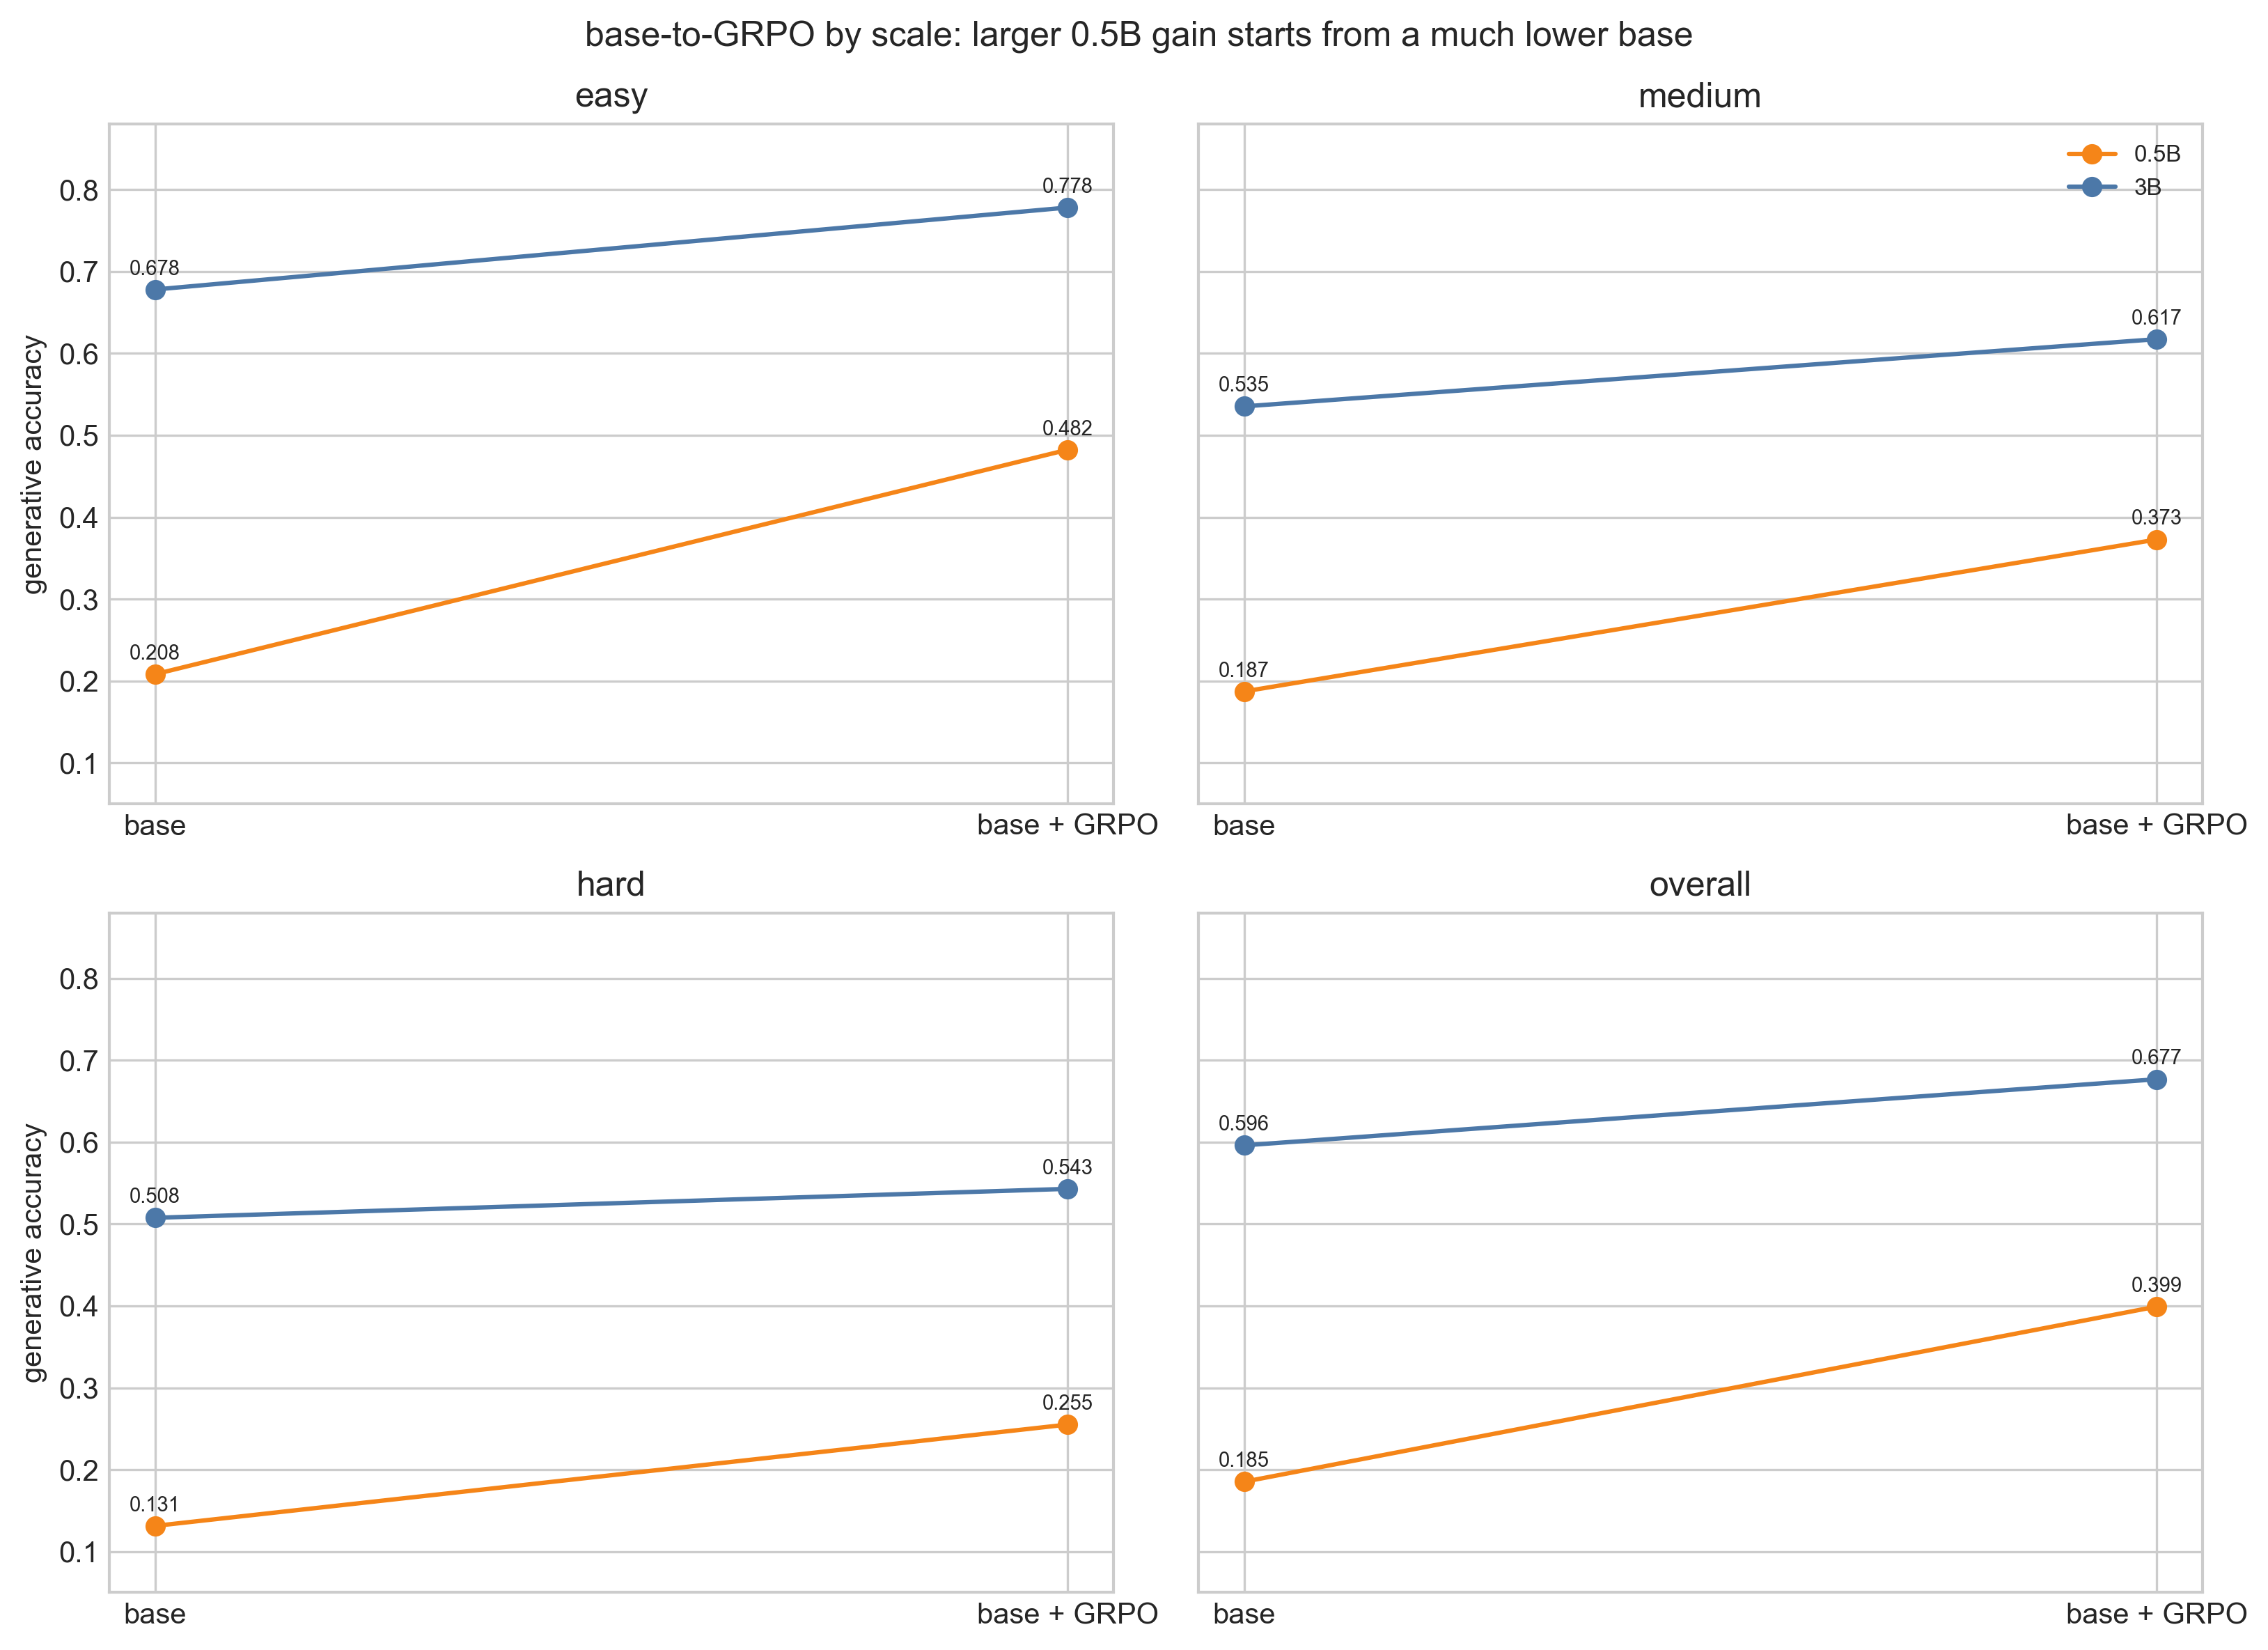 base-to-GRPO by scale: larger 0.5B gain starts from a much lower base
easy
generative accuracy
0.8
0.7
0.6
0.5
0.4
0.3
0.2
0.1
0.678
0.778
0.208
0.482
base
base + GRPO
medium
0.5B
3B
0.535
0.617
0.187
0.373
base
base + GRPO
hard
generative accuracy
0.8
0.7
0.6
0.5
0.4
0.3
0.2
0.1
0.508
0.543
0.131
0.255
base
base + GRPO
overall
0.596
0.677
0.185
0.399
base
base + GRPO